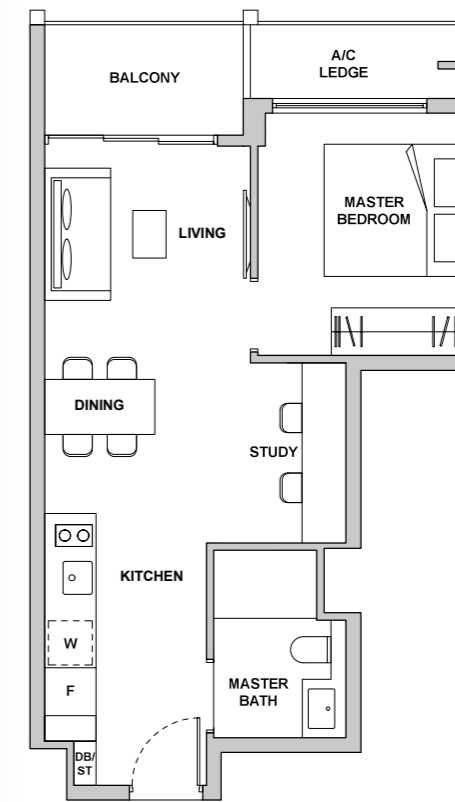 BALCONY
A/C
LEDGE
MASTER
BEDROOM
LIVING
DINING
STUDY
KITCHEN
W
F
MASTER
BATH
DB/
ST